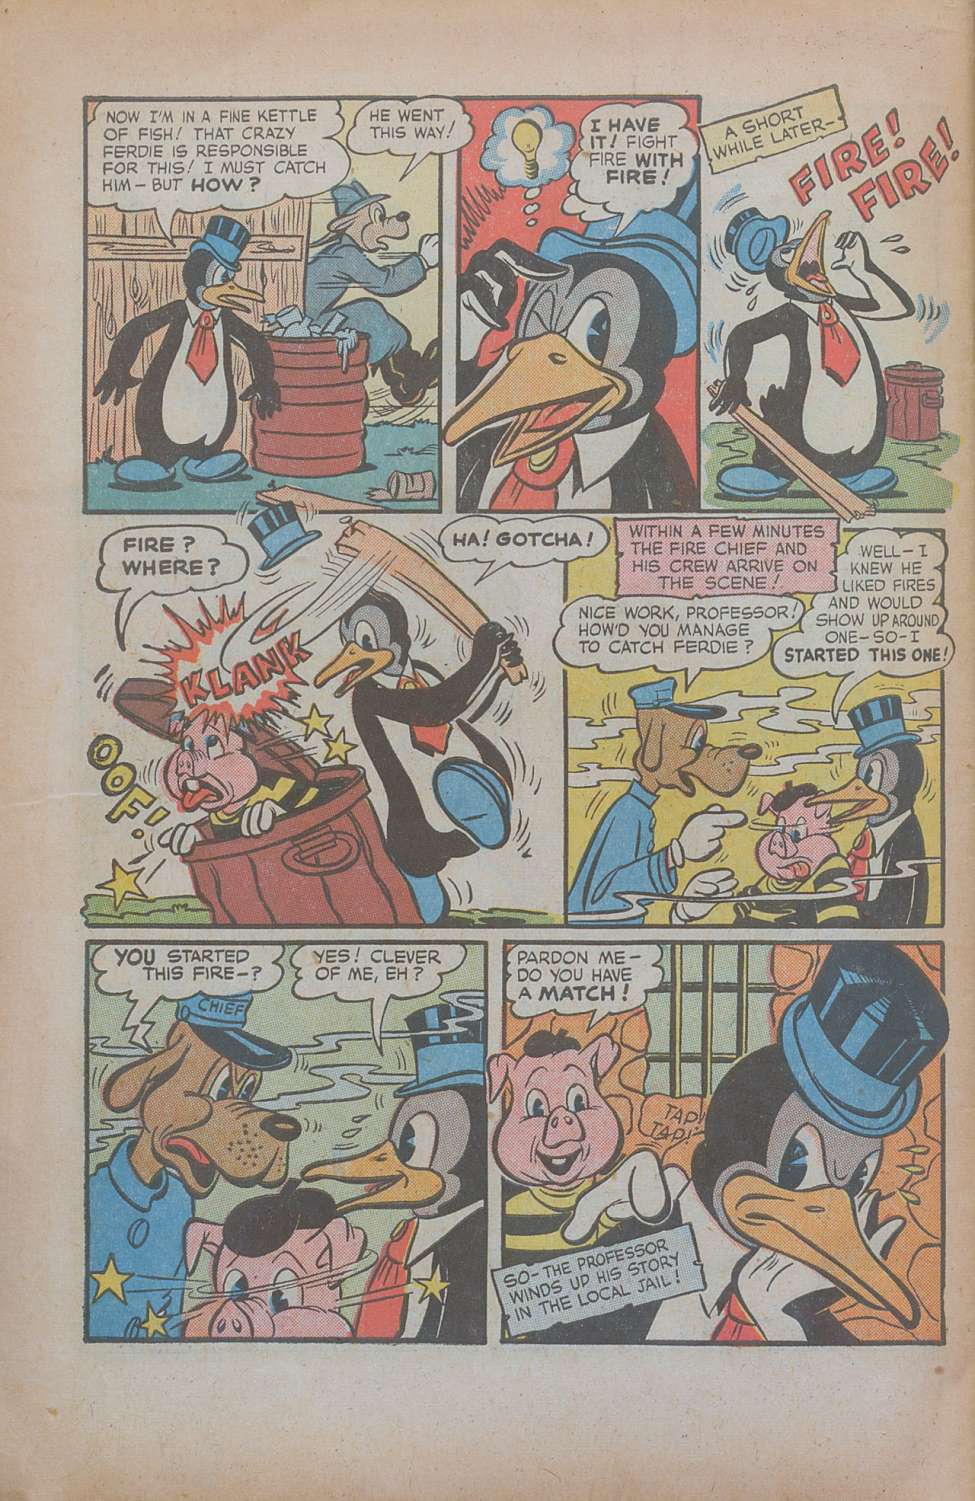 NOW I'M IN A FINE KETTLE
OF FISH! THAT CRAZY
FERDIE IS RESPONSIBLE
FOR THIS! I MUST CATCH
HIM — BUT HOW?
HE WENT
THIS WAY!
I HAVE
IT! FIGHT
FIRE WITH
FIRE!
A SHORT
WHILE LATER—
FIRE!
FIRE!
FIRE?
WHERE?
KLANK
OOF!
HA! GOTCHA!
WITHIN A FEW MINUTES
THE FIRE CHIEF AND
HIS CREW ARRIVE ON
THE SCENE!
NICE WORK, PROFESSOR!
HOW'D YOU MANAGE
TO CATCH FERDIE?
WELL— I
KNEW HE
LIKED FIRES
AND WOULD
SHOW UP AROUND
ONE—SO—I
STARTED THIS ONE!
YOU STARTED
THIS FIRE—?
CHIEF
YES! CLEVER
OF ME, EH?
PARDON ME—
DO YOU HAVE
A MATCH!
TAP!
TAP!
SO—THE PROFESSOR
WINDS UP HIS STORY
IN THE LOCAL JAIL!